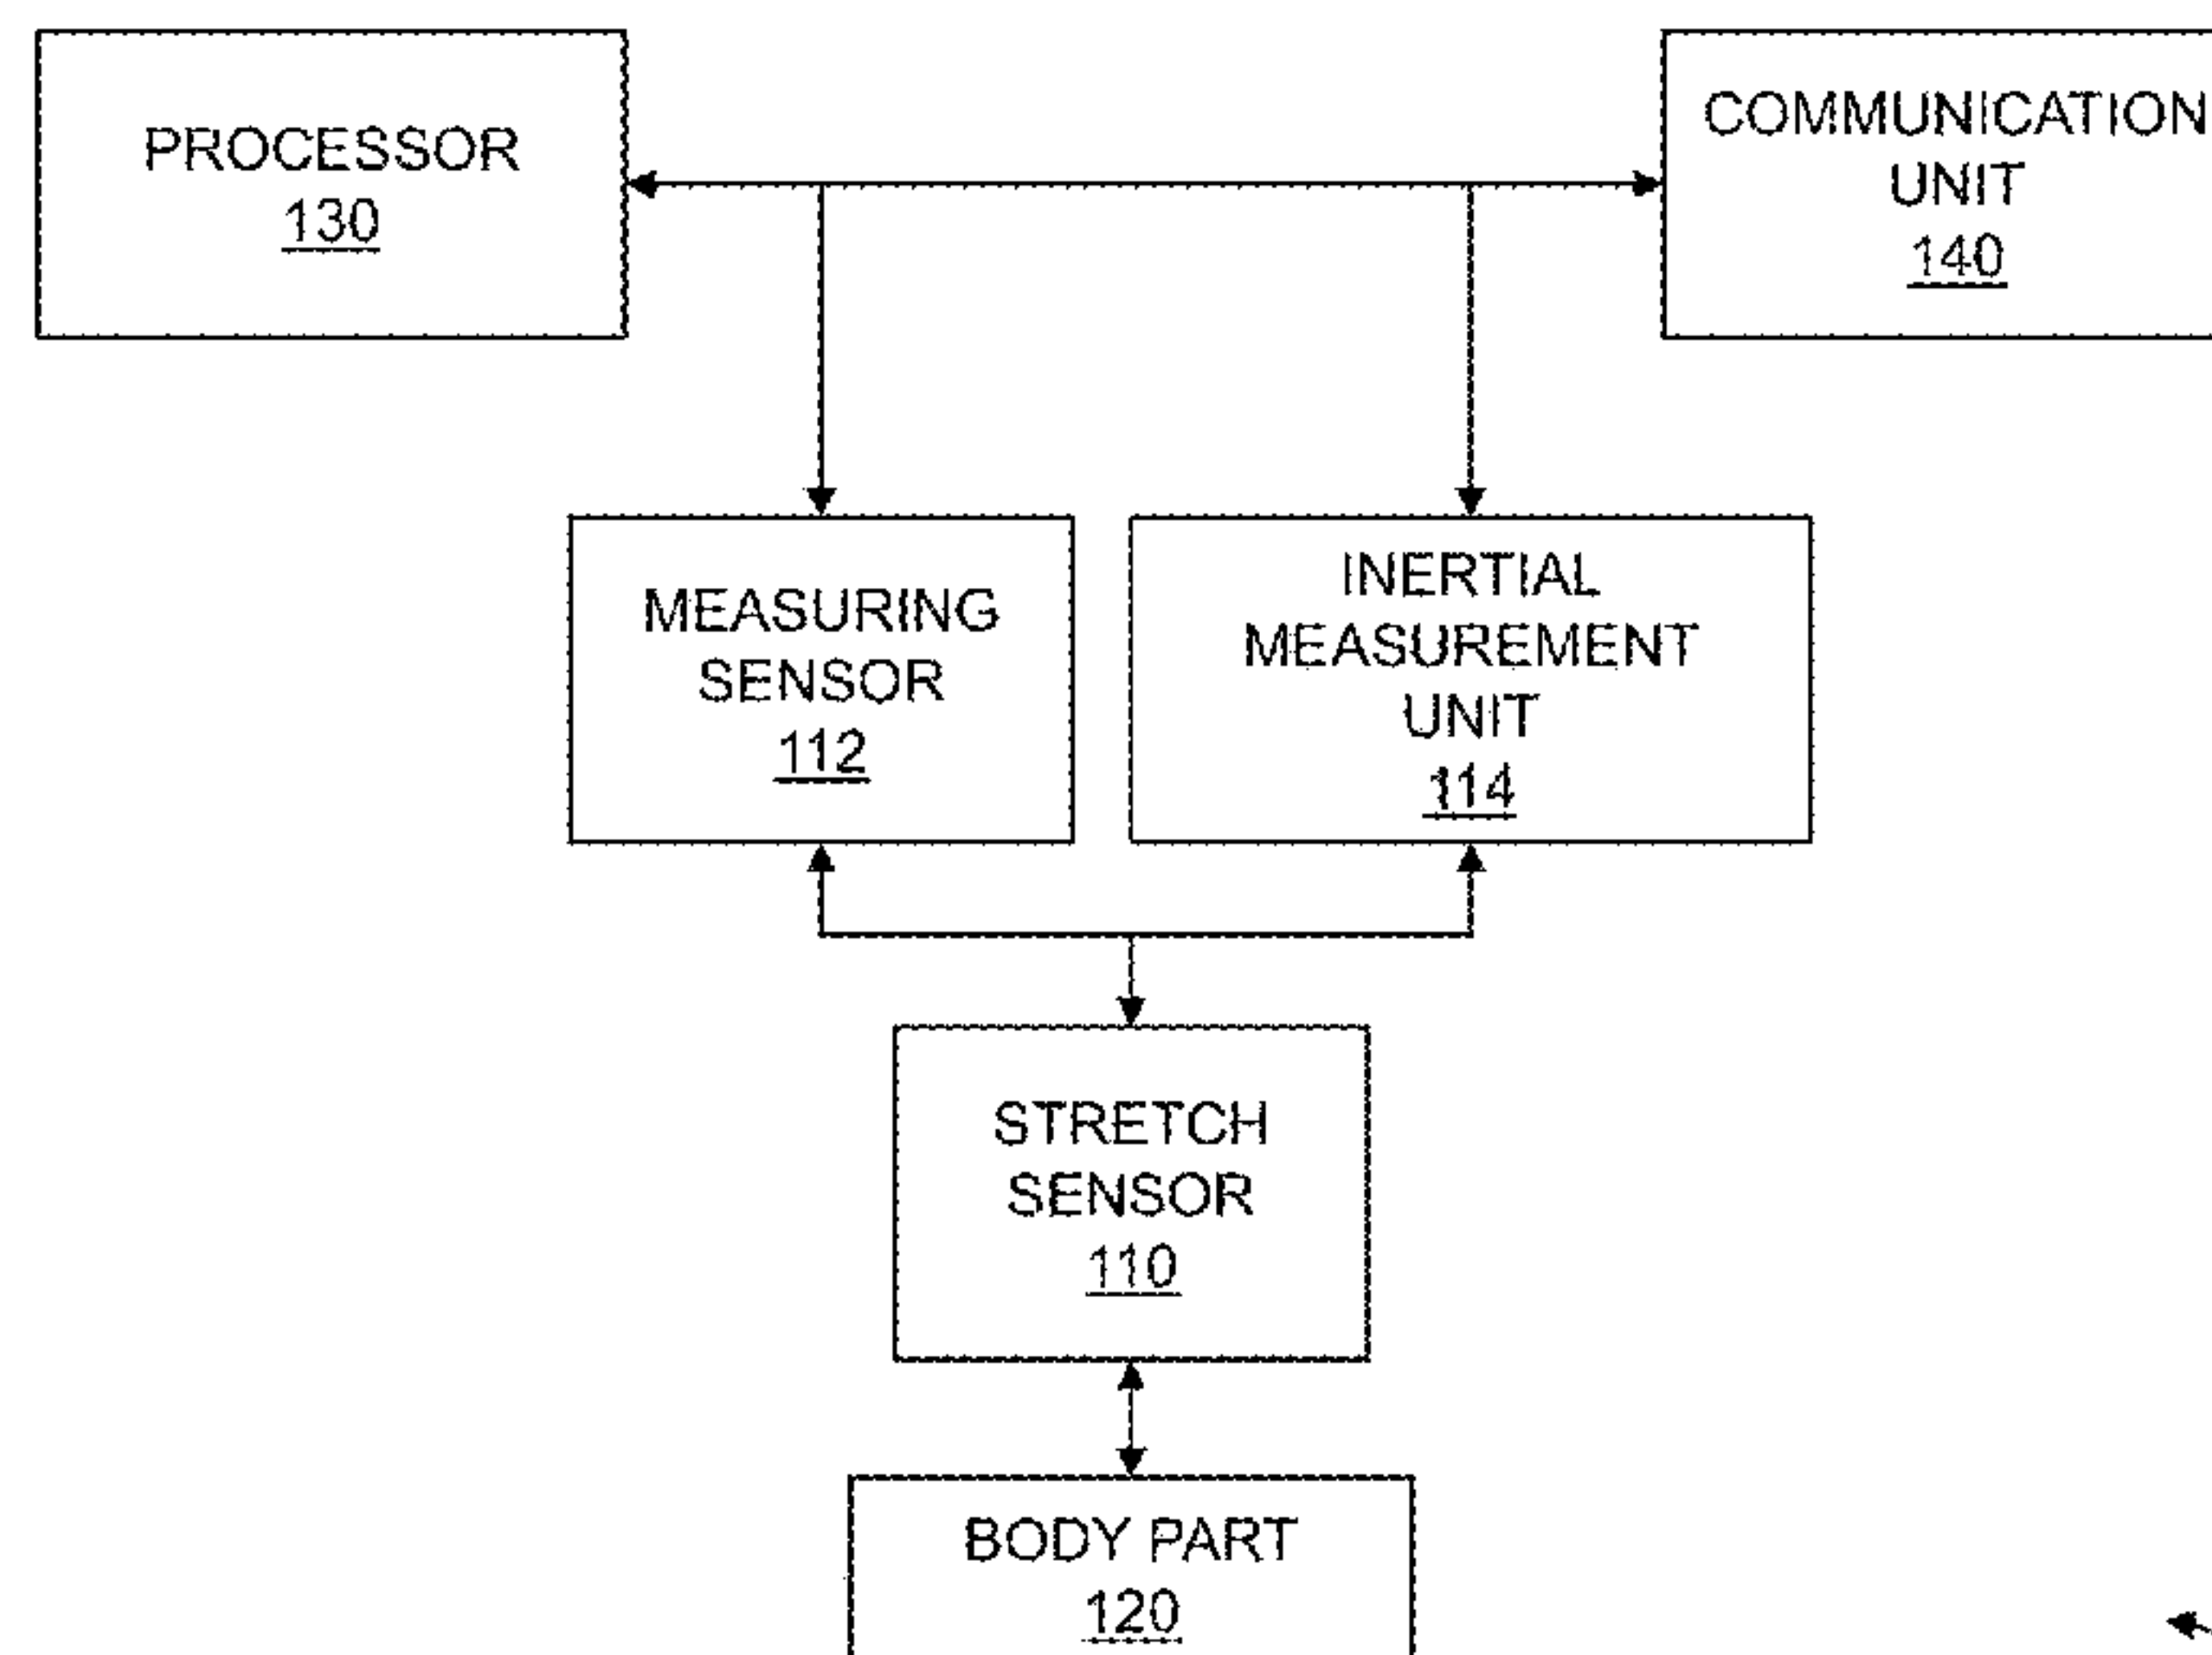 PROCESSOR
130
COMMUNICATION
UNIT
140
MEASURING
SENSOR
112
INERTIAL
MEASUREMENT
UNIT
114
STRETCH
SENSOR
110
BODY PART
120